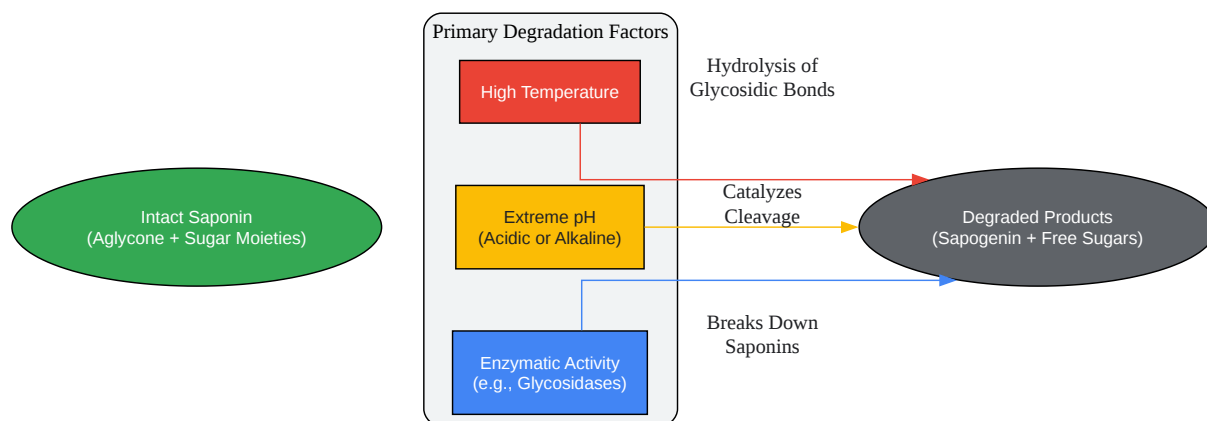 Primary Degradation Factors
High Temperature
Hydrolysis of
Glycosidic Bonds
Intact Saponin
(Aglycone + Sugar Moieties)
Extreme pH
(Acidic or Alkaline)
Catalyzes
Cleavage
Degraded Products
(Sapogenin + Free Sugars)
Enzymatic Activity
(e.g., Glycosidases)
Breaks Down
Saponins